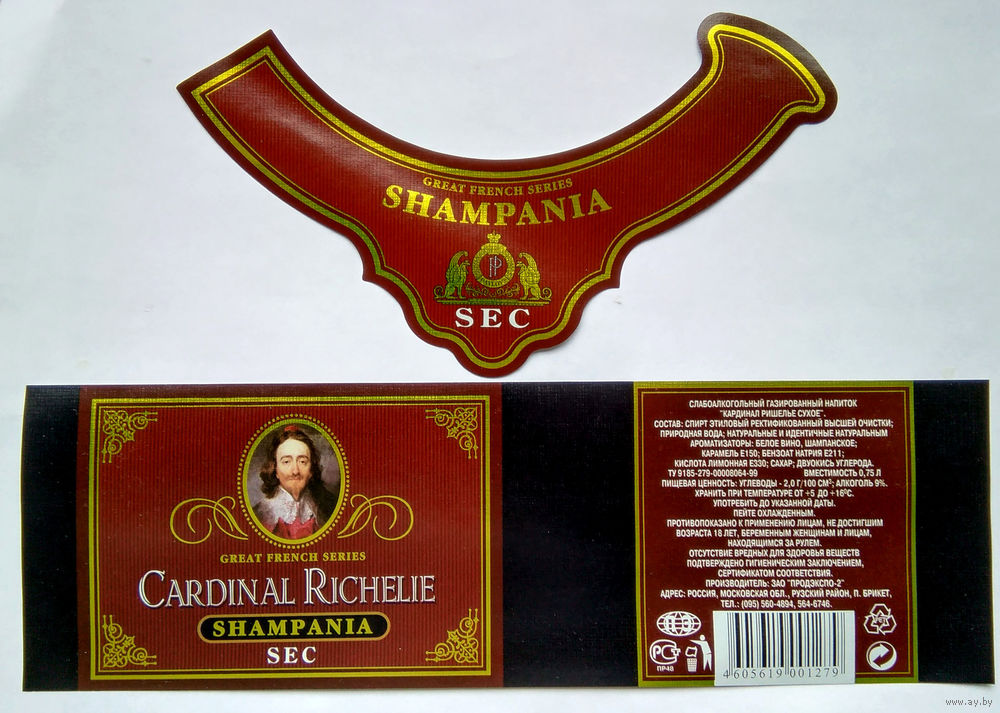 GREAT FRENCH SERIES
SHAMPANIA
SEC
GREAT FRENCH SERIES
CARDINAL RICHELIE
SHAMPANIA
SEC
СЛАБОАЛКОГОЛЬНЫЙ ГАЗИРОВАННЫЙ НАПИТОК
"КАРДИНАЛ РИШЕЛЬЕ СУХОЕ".
СОСТАВ: СПИРТ ЭТИЛОВЫЙ РЕКТИФИКОВАННЫЙ ВЫСШЕЙ ОЧИСТКИ;
ПРИРОДНАЯ ВОДА; НАТУРАЛЬНЫЕ И ИДЕНТИЧНЫЕ НАТУРАЛЬНЫМ
АРОМАТИЗАТОРЫ: БЕЛОЕ ВИНО, ШАМПАНСКОЕ;
КАРАМЕЛЬ Е150; БЕНЗОАТ НАТРИЯ Е211;
КИСЛОТА ЛИМОННАЯ Е330; САХАР; ДВУОКИСЬ УГЛЕРОДА.
ТУ 9185-279-00008064-99 ВМЕСТИМОСТЬ 0,75 Л
ПИЩЕВАЯ ЦЕННОСТЬ: УГЛЕВОДЫ - 2,0 Г/100 СМ³; АЛКОГОЛЬ 9%.
ХРАНИТЬ ПРИ ТЕМПЕРАТУРЕ ОТ +5 ДО +16°С.
УПОТРЕБИТЬ ДО УКАЗАННОЙ ДАТЫ.
ПЕЙТЕ ОХЛАЖДЕННЫМ.
ПРОТИВОПОКАЗАНО К ПРИМЕНЕНИЮ ЛИЦАМ, НЕ ДОСТИГШИМ
ВОЗРАСТА 18 ЛЕТ, БЕРЕМЕННЫМ ЖЕНЩИНАМ И ЛИЦАМ,
НАХОДЯЩИМСЯ ЗА РУЛЕМ.
ОТСУТСТВИЕ ВРЕДНЫХ ДЛЯ ЗДОРОВЬЯ ВЕЩЕСТВ
ПОДТВЕРЖДЕНО ГИГИЕНИЧЕСКИМ ЗАКЛЮЧЕНИЕМ,
СЕРТИФИКАТОМ СООТВЕТСТВИЯ.
ПРОИЗВОДИТЕЛЬ: ЗАО "ПРОДЭКСПО-2"
АДРЕС: РОССИЯ, МОСКОВСКАЯ ОБЛ., РУЗСКИЙ РАЙОН, П. БРИКЕТ,
ТЕЛ.: (095) 560-4894, 564-6746.
ПР48
4 605619 001279
www.ay.by